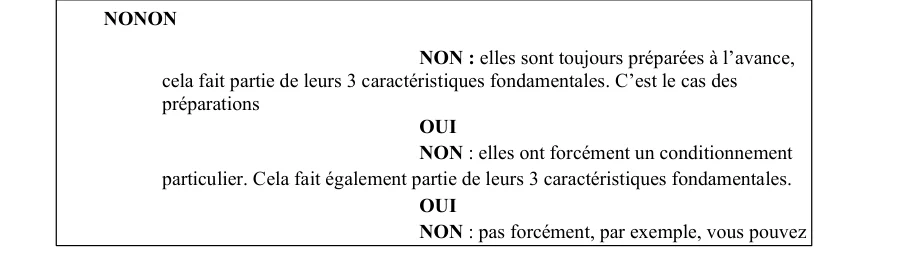 NONON
NON : elles sont toujours préparées à l’avance,
cela fait partie de leurs 3 caractéristiques fondamentales. C’est le cas des
préparations
OUI
NON : elles ont forcément un conditionnement
particulier. Cela fait également partie de leurs 3 caractéristiques fondamentales.
OUI
NON : pas forcément, par exemple, vous pouvez